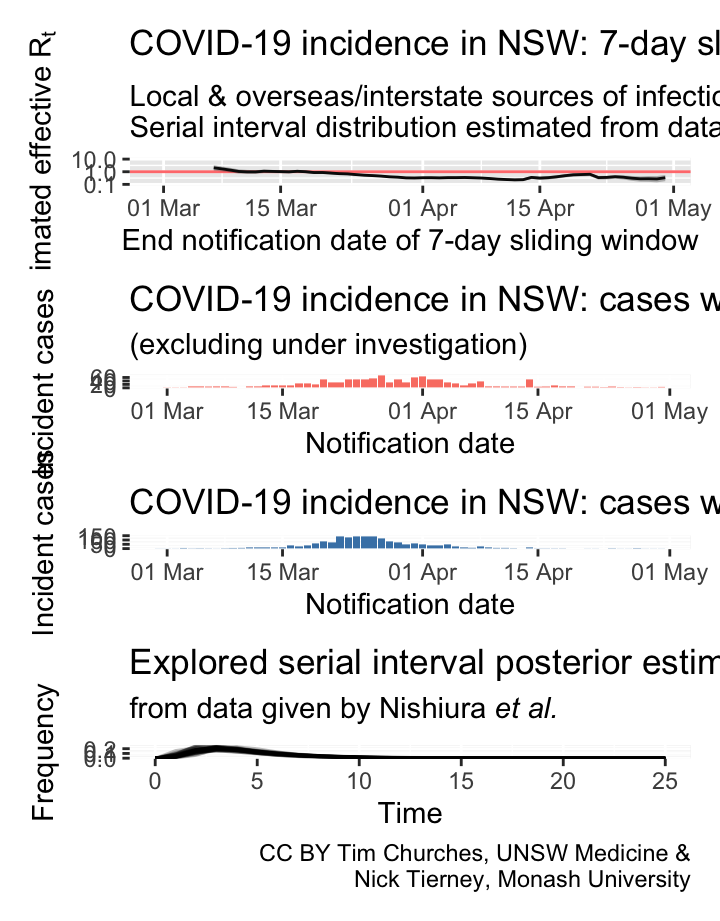 COVID-19 incidence in NSW: 7-day sl
Local & overseas/interstate sources of infectio
Serial interval distribution estimated from data
imated effective Rt
10.0
1.0
0.1
01 Mar 15 Mar 01 Apr 15 Apr 01 May
End notification date of 7-day sliding window
COVID-19 incidence in NSW: cases w
(excluding under investigation)
cident cases
60
01 Mar 15 Mar 01 Apr 15 Apr 01 May
Notification date
COVID-19 incidence in NSW: cases w
Incident cases
150
01 Mar 15 Mar 01 Apr 15 Apr 01 May
Notification date
Explored serial interval posterior estim
from data given by Nishiura et al.
Frequency
0.0
0 5 10 15 20 25
Time
CC BY Tim Churches, UNSW Medicine &
Nick Tierney, Monash University